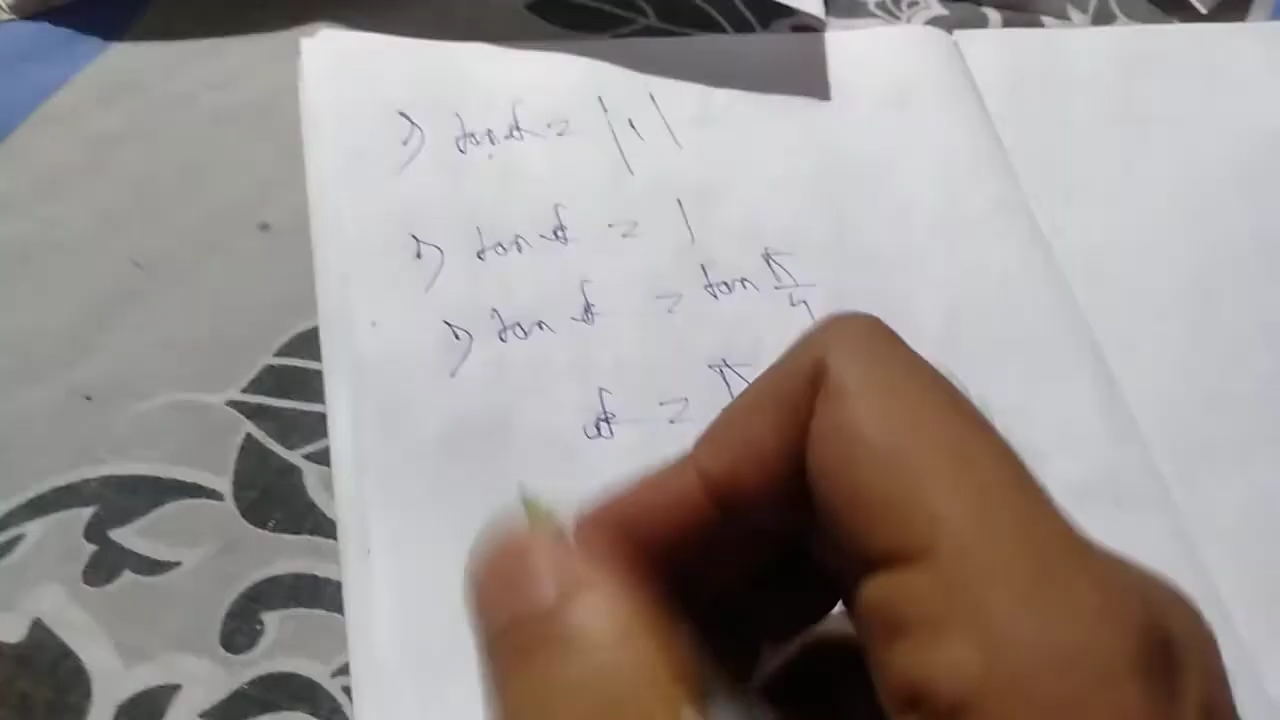 ⇒ tan ϕ = |1|
⇒ tan ϕ = 1
⇒ tan ϕ = tan π/4
ϕ = π